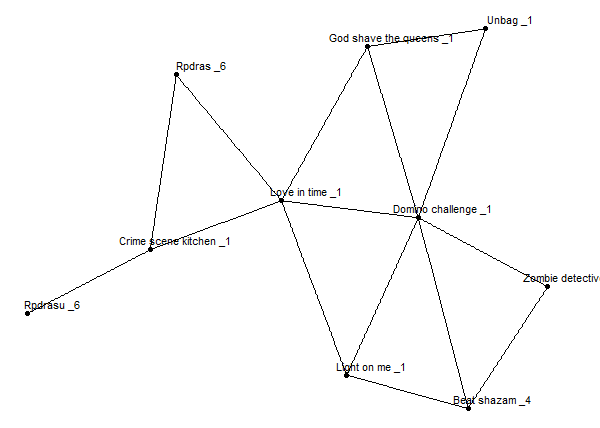 Unbag _1
God shave the queens _1
Rpdras _6
Love in time _1
Domino challenge _1
Crime scene kitchen _1
Zombie detectiv
Rpdrasu _6
Light on me _1
Beat shazam _4